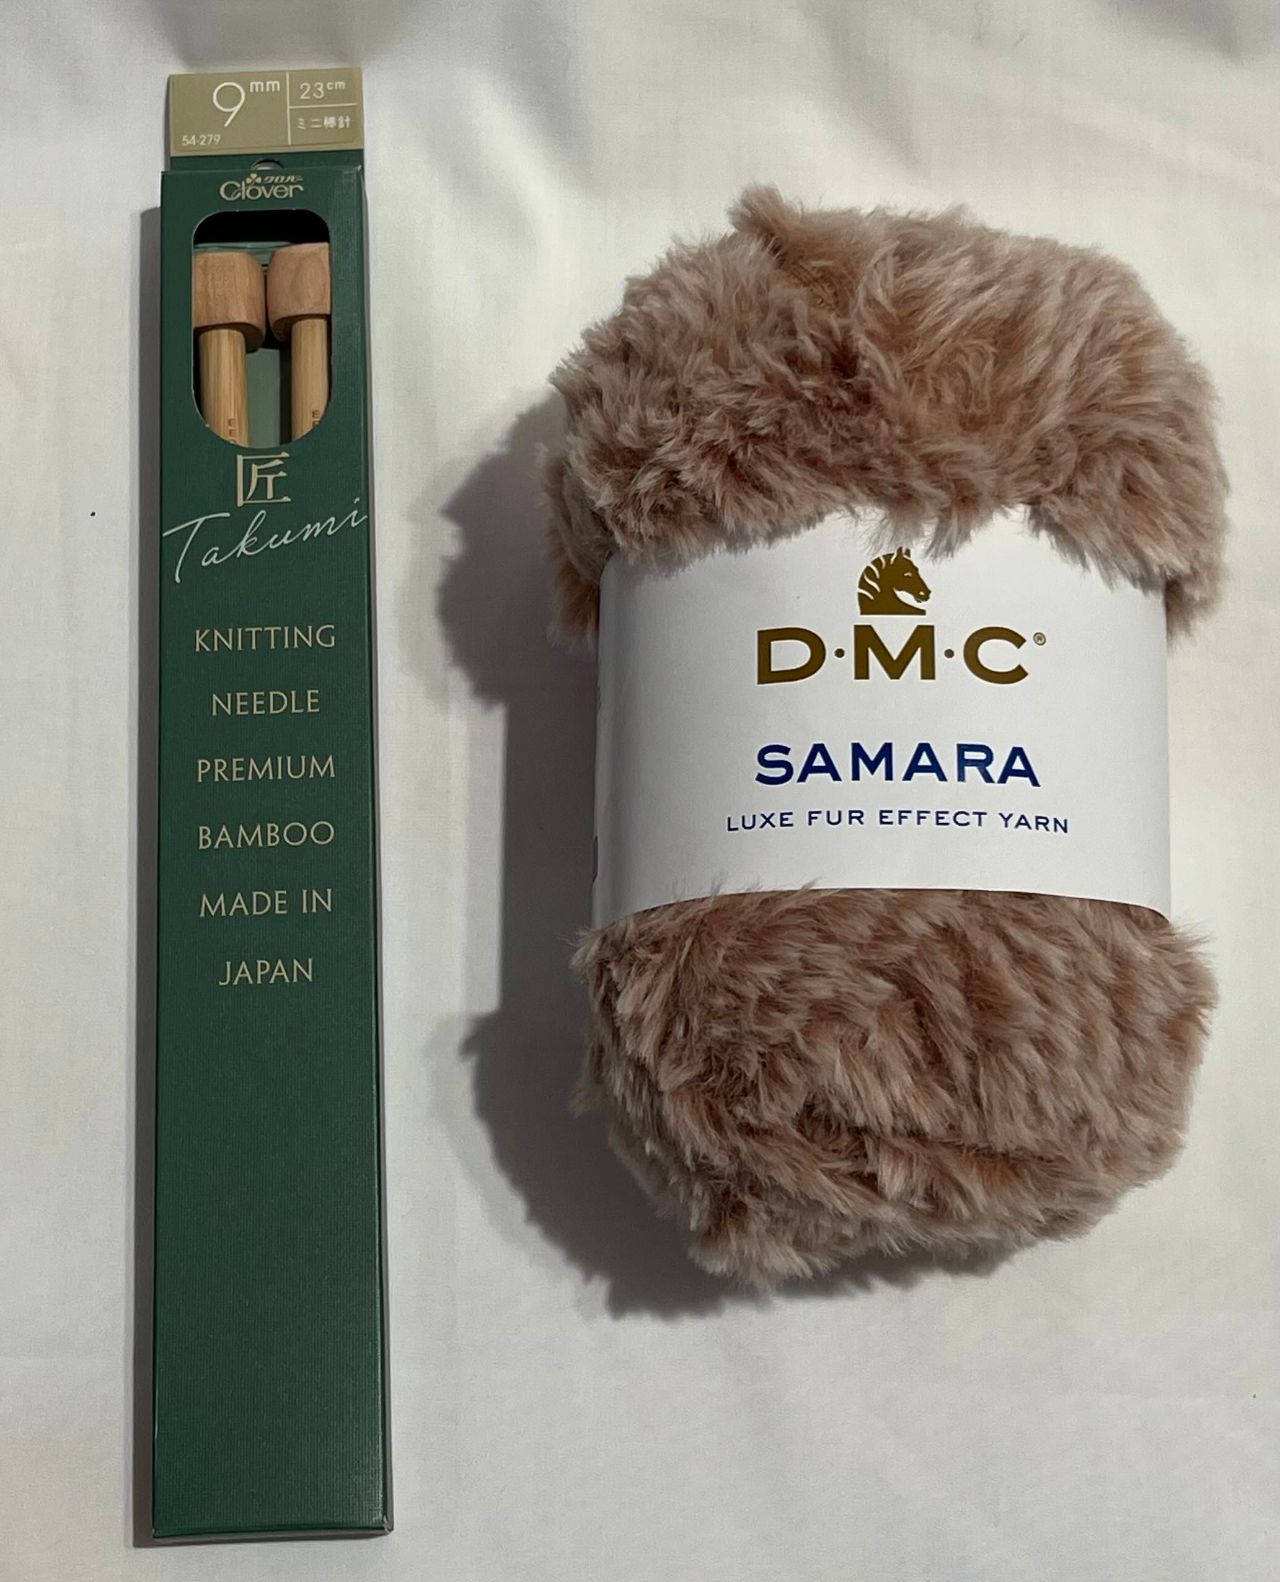 9mm
23cm
ミニ棒針
54-279
クロバー
Clover
匠
Takumi
KNITTING
NEEDLE
PREMIUM
BAMBOO
MADE IN
JAPAN
D·M·C®
SAMARA
LUXE FUR EFFECT YARN